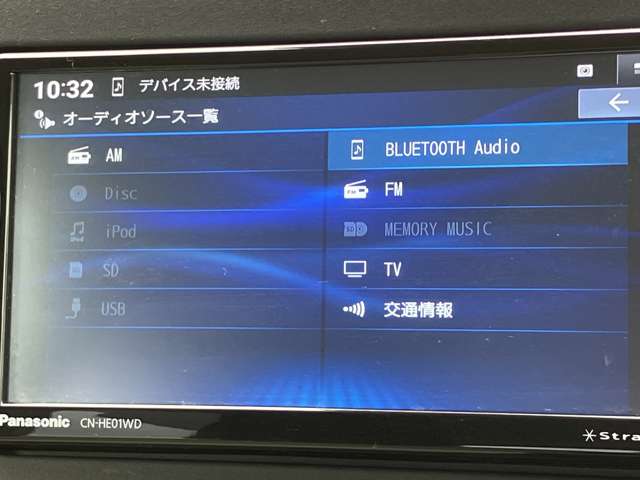 10:32 デバイス未接続
オーディオソース一覧
AM
BLUETOOTH Audio
Disc
FM
iPod
MEMORY MUSIC
SD
TV
USB
交通情報
Panasonic CN-HE01WD